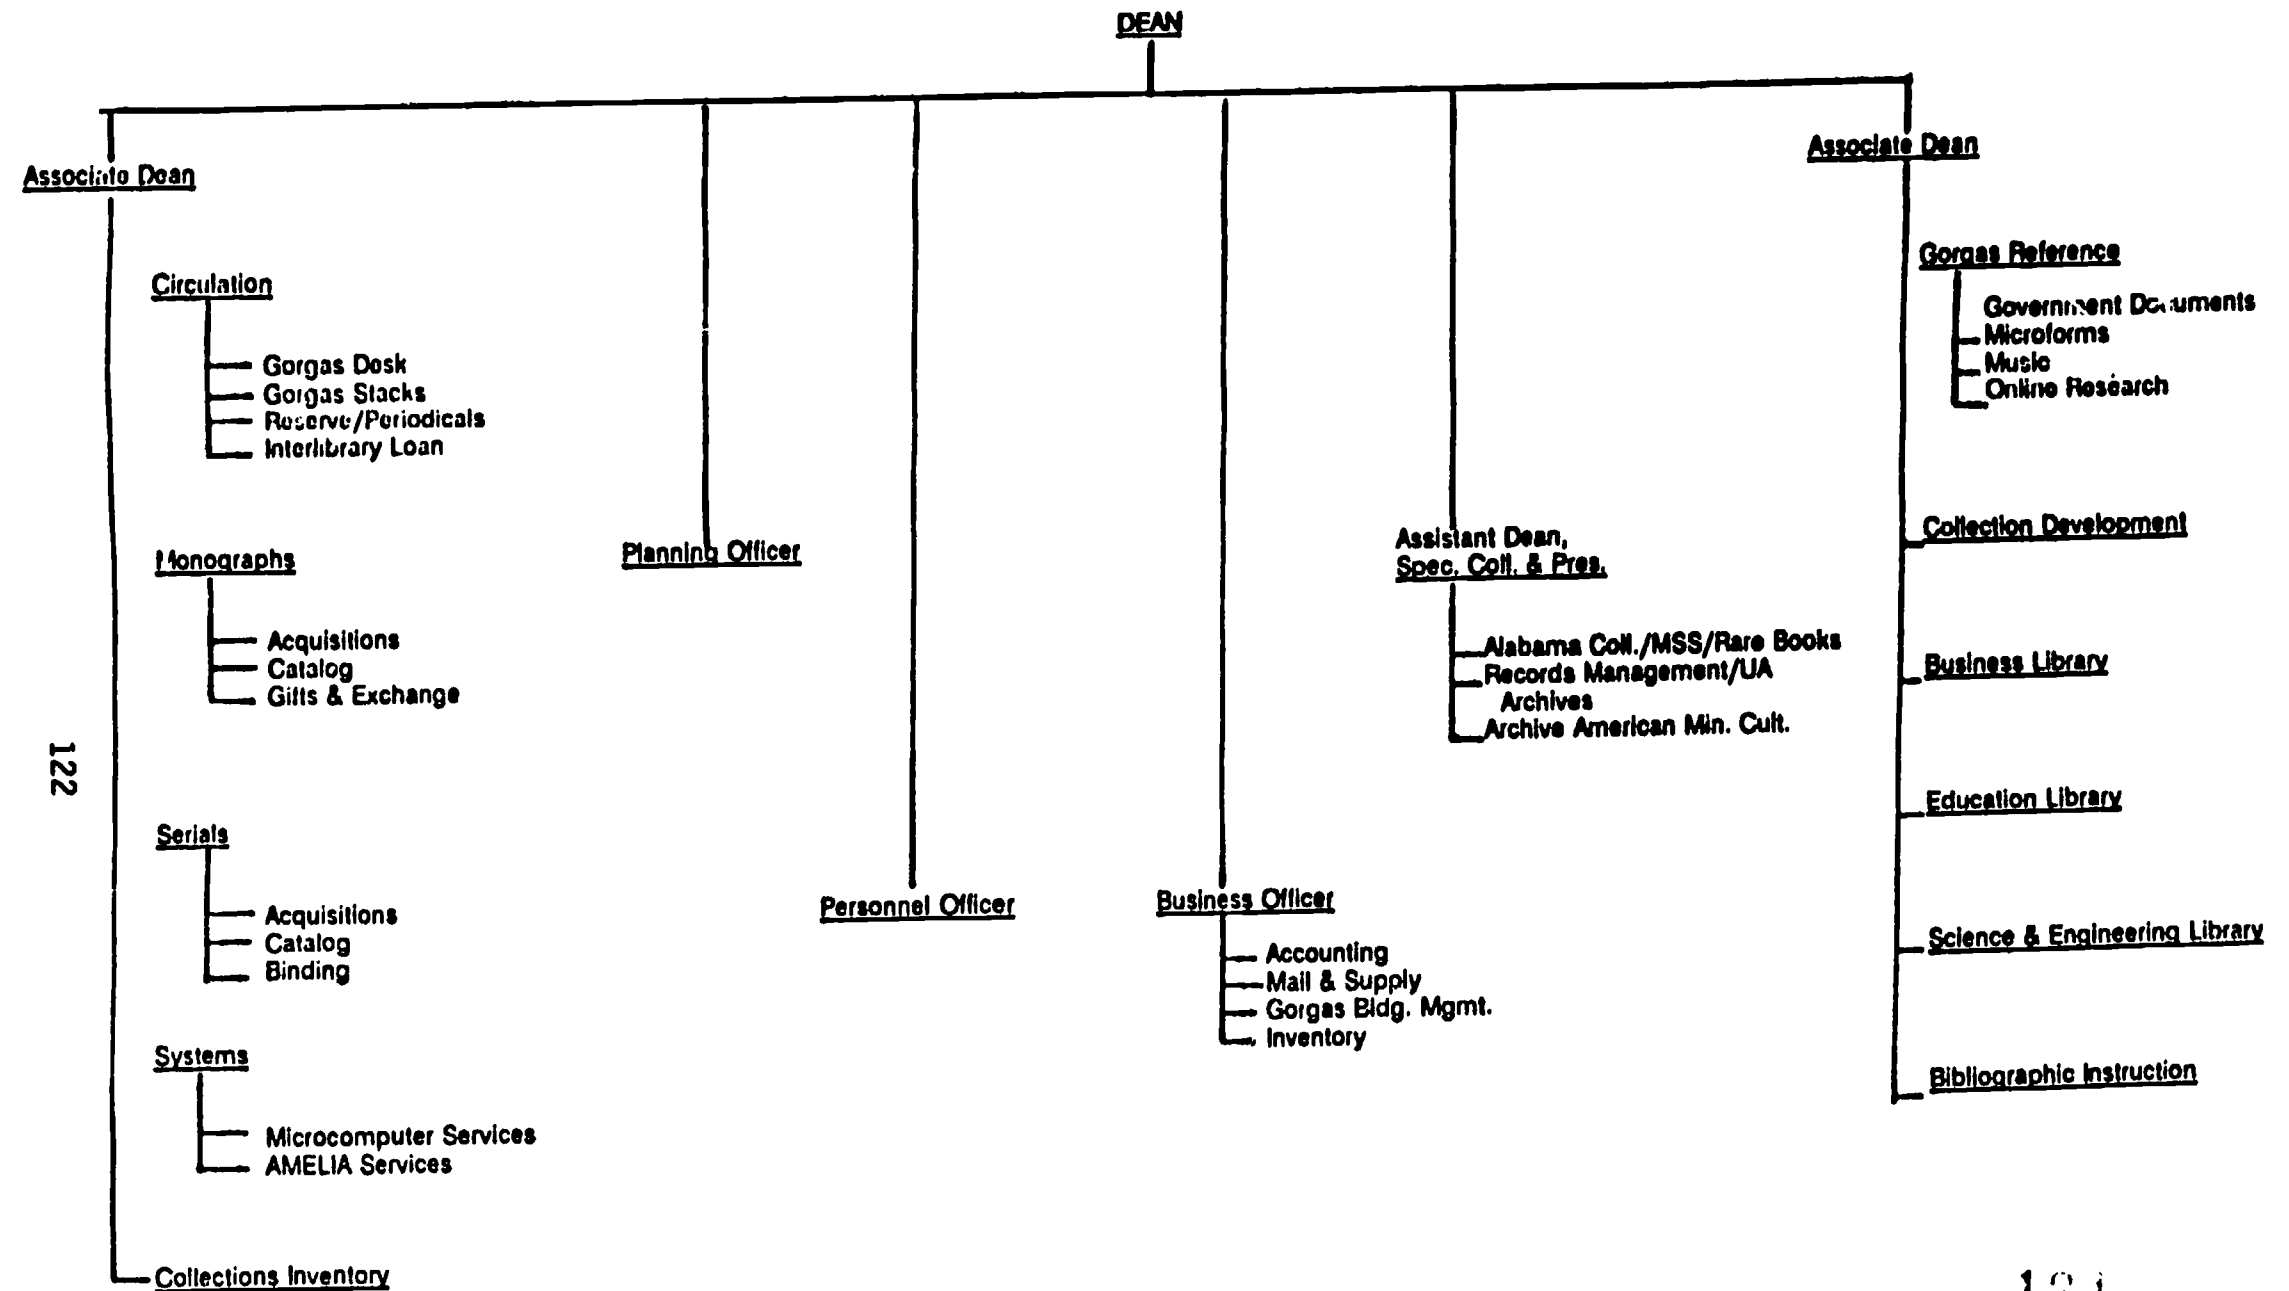 DEAN
Associate Dean
Circulation
Gorgas Desk
Gorgas Stacks
Reserve/Periodicals
Interlibrary Loan
Monographs
Acquisitions
Catalog
Gifts & Exchange
Serials
Acquisitions
Catalog
Binding
Systems
Microcomputer Services
AMELIA Services
Collections Inventory
Planning Officer
Personnel Officer
Business Officer
Accounting
Mail & Supply
Gorgas Bldg. Mgmt.
Inventory
Assistant Dean,
Spec. Coll. & Pres.
Alabama Coll./MSS/Rare Books
Records Management/UA
Archives
Archive American Min. Cult.
Associate Dean
Gorgas Reference
Government Documents
Microforms
Music
Online Research
Collection Development
Business Library
Education Library
Science & Engineering Library
Bibliographic Instruction
122